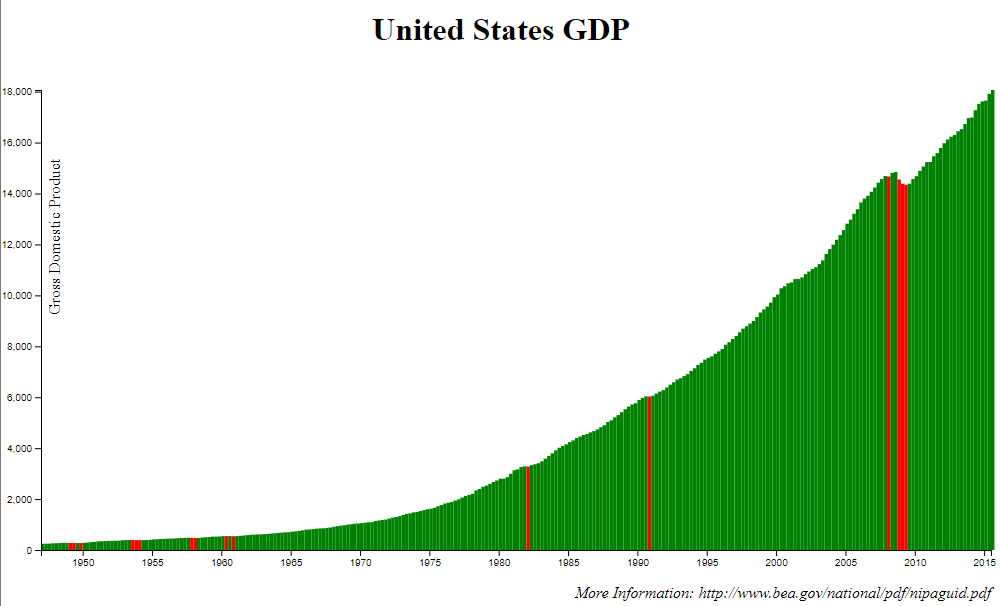 United States GDP
18,000
16,000
14,000
12,000
10,000
8,000
6,000
4,000
2,000
0
Gross Domestic Product
1950 1955 1960 1965 1970 1975 1980 1985 1990 1995 2000 2005 2010 2015
More Information: http://www.bea.gov/national/pdf/nipaguid.pdf